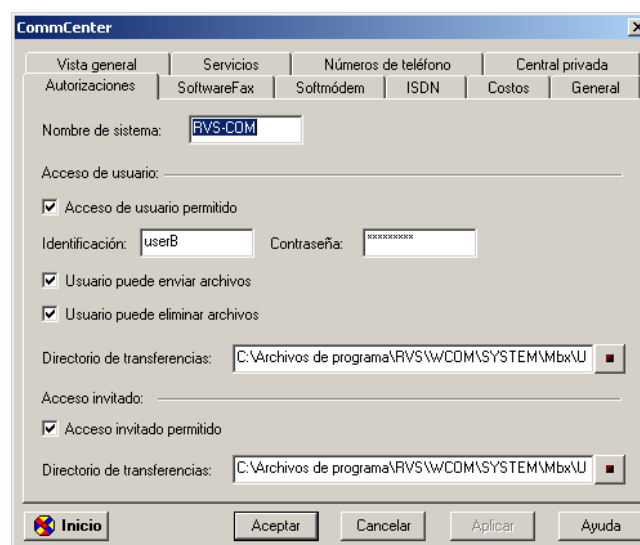 CommCenter
Vista general Servicios Números de teléfono Central privada
Autorizaciones SoftwareFax Softmódem ISDN Costos General
Nombre de sistema: RVS-COM
Acceso de usuario:
Acceso de usuario permitido
Identificación: userB Contraseña: *********
Usuario puede enviar archivos
Usuario puede eliminar archivos
Directorio de transferencias: C:\Archivos de programa\RVS\WCOM\SYSTEM\Mbx\U
Acceso invitado:
Acceso invitado permitido
Directorio de transferencias: C:\Archivos de programa\RVS\WCOM\SYSTEM\Mbx\U
Inicio Aceptar Cancelar Aplicar Ayuda